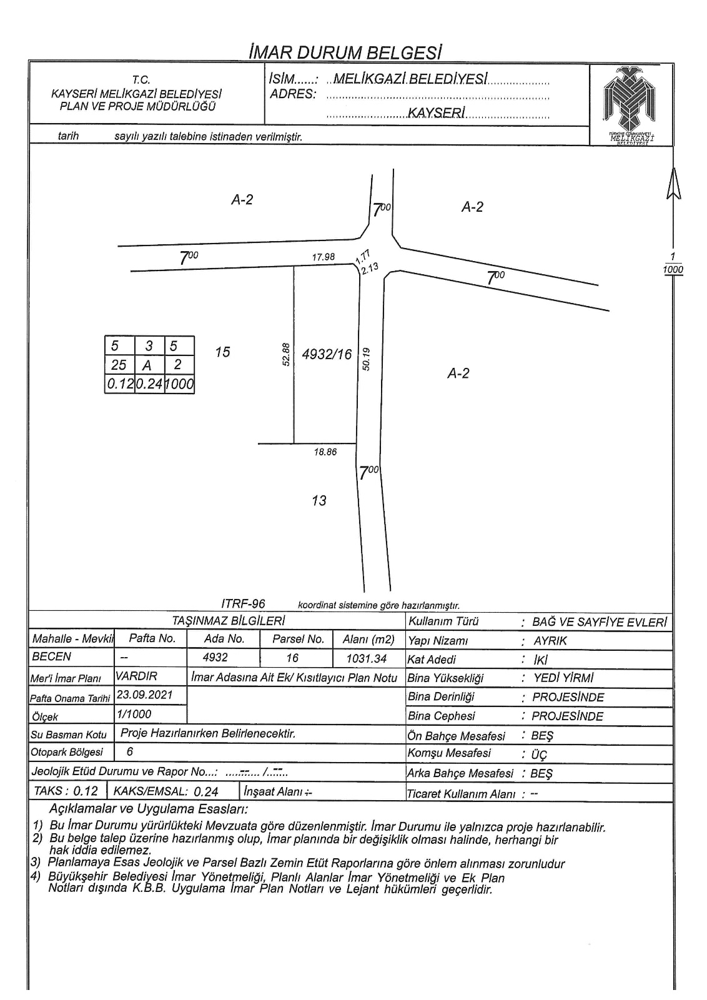 İMAR DURUM BELGESİ
T.C.
KAYSERİ MELİKGAZİ BELEDİYESİ
PLAN VE PROJE MÜDÜRLÜĞÜ
İSİM......: ..MELİKGAZİ.BELEDİYESİ...................
ADRES: ......................................................................
.........................KAYSERİ..........................
TÜRKİYE CUMHURİYETİ
MELİKGAZİ
BELEDİYESİ
tarih sayılı yazılı talebine istinaden verilmiştir.
A-2
700
A-2
700
17.98
1.77
2.13
700
1
1000
5 3 5
25 A 2
0.12 0.24 1000
15
52.88
4932/16
50.19
A-2
18.86
700
13
ITRF-96 koordinat sistemine göre hazırlanmıştır.
TAŞINMAZ BİLGİLERİ
Mahalle - Mevkii Pafta No. Ada No. Parsel No. Alanı (m2)
BECEN -- 4932 16 1031.34
Mer'i İmar Planı VARDIR İmar Adasına Ait Ek/ Kısıtlayıcı Plan Notu
Pafta Onama Tarihi 23.09.2021
Ölçek 1/1000
Su Basman Kotu Proje Hazırlanırken Belirlenecektir.
Otopark Bölgesi 6
Jeolojik Etüd Durumu ve Rapor No...: .....--.... /..--...
TAKS : 0.12 KAKS/EMSAL: 0.24 İnşaat Alanı :-
Kullanım Türü : BAĞ VE SAYFİYE EVLERİ
Yapı Nizamı : AYRIK
Kat Adedi : İKİ
Bina Yüksekliği : YEDİ YİRMİ
Bina Derinliği : PROJESİNDE
Bina Cephesi : PROJESİNDE
Ön Bahçe Mesafesi : BEŞ
Komşu Mesafesi : ÜÇ
Arka Bahçe Mesafesi : BEŞ
Ticaret Kullanım Alanı : --
Açıklamalar ve Uygulama Esasları:
1) Bu İmar Durumu yürürlükteki Mevzuata göre düzenlenmiştir. İmar Durumu ile yalnızca proje hazırlanabilir.
2) Bu belge talep üzerine hazırlanmış olup, İmar planında bir değişiklik olması halinde, herhangi bir
hak iddia edilemez.
3) Planlamaya Esas Jeolojik ve Parsel Bazlı Zemin Etüt Raporlarına göre önlem alınması zorunludur
4) Büyükşehir Belediyesi İmar Yönetmeliği, Planlı Alanlar İmar Yönetmeliği ve Ek Plan
Notları dışında K.B.B. Uygulama İmar Plan Notları ve Lejant hükümleri geçerlidir.